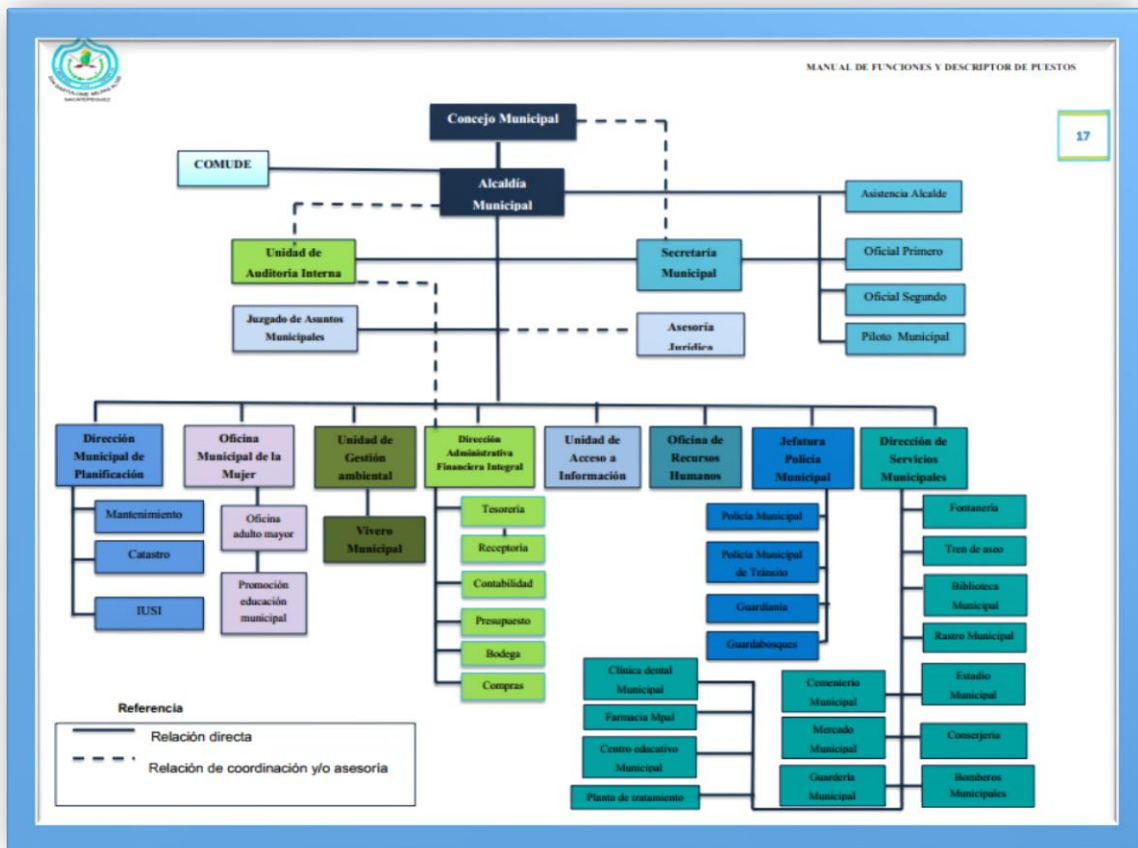 SAN BARTOLOMÉ MILPAS ALTAS
SACATEPEQUEZ
MANUAL DE FUNCIONES Y DESCRIPTOR DE PUESTOS
17
Concejo Municipal
COMUDE
Alcaldía
Municipal
Asistencia Alcalde
Unidad de
Auditoria Interna
Secretaría
Municipal
Oficial Primero
Oficial Segundo
Juzgado de Asuntos
Municipales
Asesoría
Jurídica
Piloto Municipal
Dirección
Municipal de
Planificación
Oficina
Municipal de la
Mujer
Unidad de
Gestión
ambiental
Dirección
Administrativa
Financiera Integral
Unidad de
Acceso a
Información
Oficina de
Recursos
Humanos
Jefatura
Policía
Municipal
Dirección de
Servicios
Municipales
Mantenimiento
Catastro
IUSI
Oficina
adulto mayor
Promoción
educación
municipal
Vivero
Municipal
Tesorería
Receptoría
Contabilidad
Presupuesto
Bodega
Compras
Policía Municipal
Policía Municipal
de Tránsito
Guardianía
Guardabosques
Fontanería
Tren de aseo
Biblioteca
Municipal
Rastro Municipal
Estadio
Municipal
Conserjería
Bomberos
Municipales
Cementerio
Municipal
Mercado
Municipal
Guardería
Municipal
Clínica dental
Municipal
Farmacia Mpal
Centro educativo
Municipal
Planta de tratamiento
Referencia
Relación directa
Relación de coordinación y/o asesoría